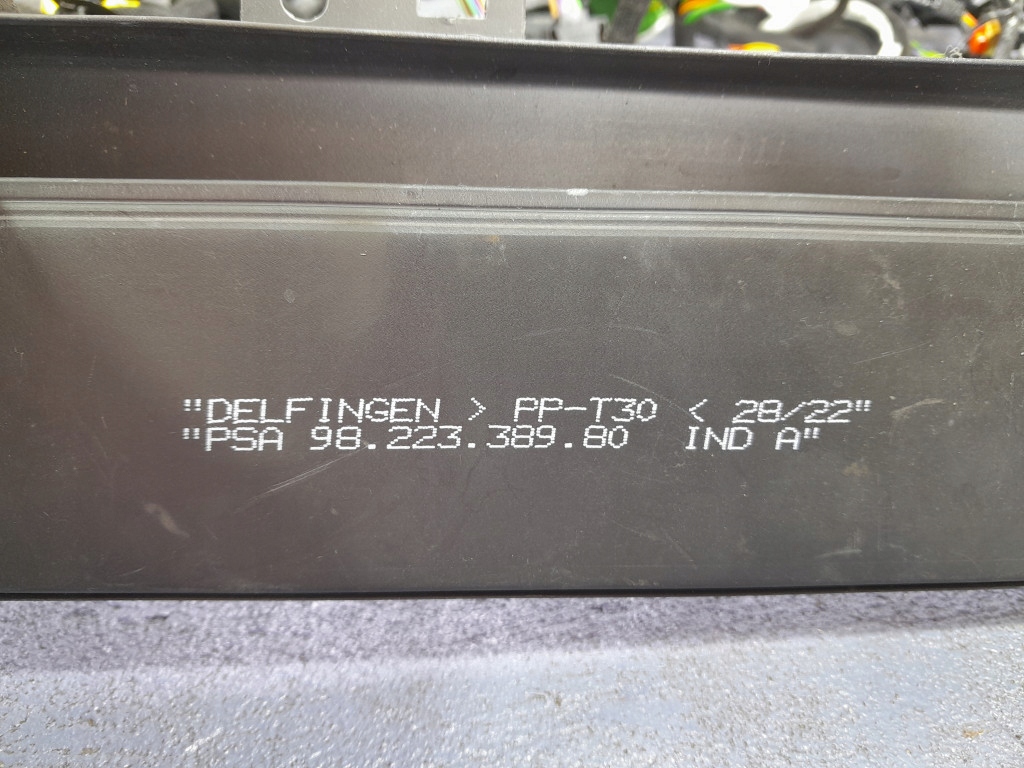 "DELFINGEN > PP-T30 < 28/22"
"PSA 98.223.389.80 IND A"